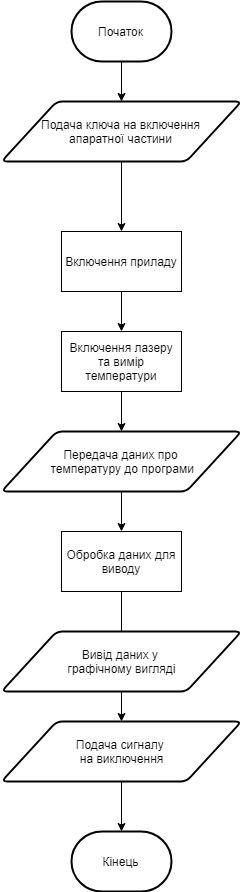 Початок
Подача ключа на включення
апаратної частини
Включення приладу
Включення лазеру
та вимір
температури
Передача даних про
температуру до програми
Обробка даних для
виводу
Вивід даних у
графічному вигляді
Подача сигналу
на виключення
Кінець